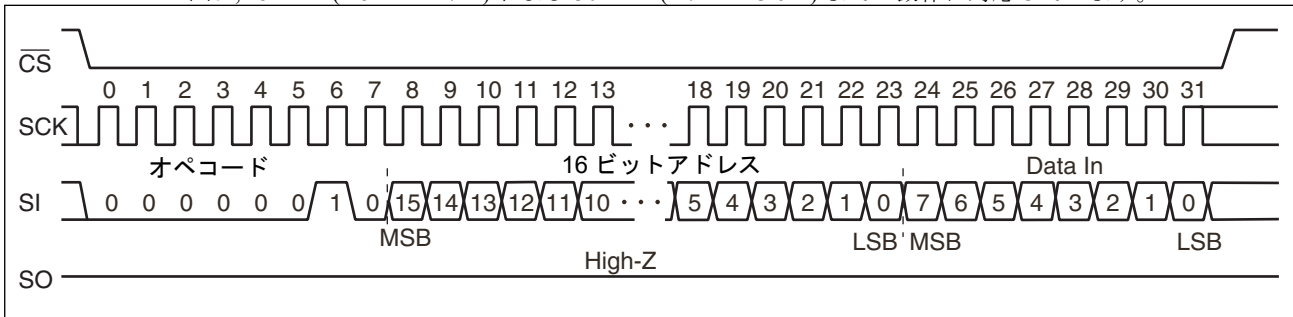 CS
0 1 2 3 4 5 6 7 8 9 10 11 12 13 18 19 20 21 22 23 24 25 26 27 28 29 30 31
SCK ···
オペコード 16 ビットアドレス Data In
SI 0 0 0 0 0 0 1 0 15 14 13 12 11 10 ··· 5 4 3 2 1 0 7 6 5 4 3 2 1 0
MSB LSB MSB LSB
High-Z
SO